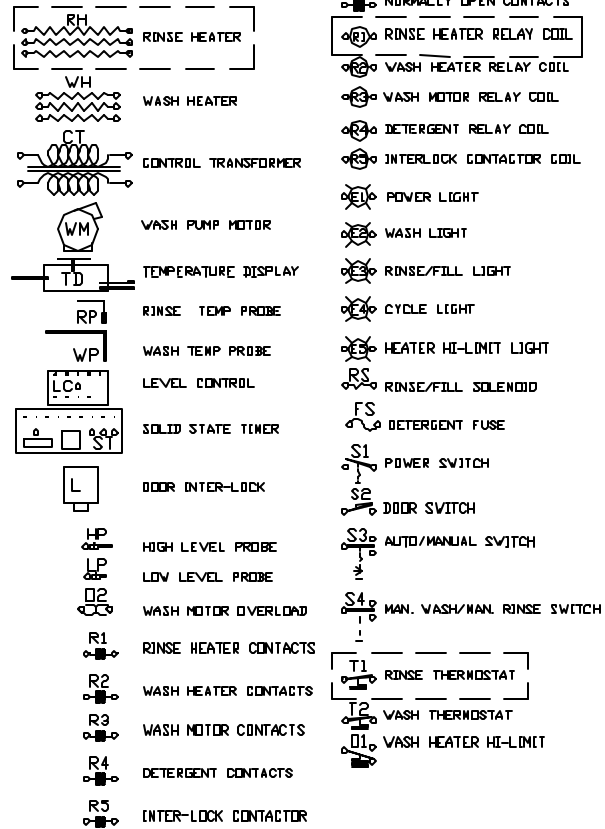 RH
RINSE HEATER
WH
WASH HEATER
CT
CONTROL TRANSFORMER
WM
WASH PUMP MOTOR
TD
TEMPERATURE DISPLAY
RP
RINSE TEMP PROBE
WP
WASH TEMP PROBE
LC
LEVEL CONTROL
ST
SOLID STATE TIMER
L
DOOR INTER-LOCK
HP
HIGH LEVEL PROBE
LP
LOW LEVEL PROBE
O2
WASH MOTOR OVERLOAD
R1
RINSE HEATER CONTACTS
R2
WASH HEATER CONTACTS
R3
WASH MOTOR CONTACTS
R4
DETERGENT CONTACTS
R5
INTER-LOCK CONTACTOR
NORMALLY OPEN CONTACTS
R1 RINSE HEATER RELAY COIL
R2 WASH HEATER RELAY COIL
R3 WASH MOTOR RELAY COIL
R4 DETERGENT RELAY COIL
R5 INTERLOCK CONTACTOR COIL
E1 POWER LIGHT
E2 WASH LIGHT
E3 RINSE/FILL LIGHT
E4 CYCLE LIGHT
E5 HEATER HI-LIMIT LIGHT
RS
RINSE/FILL SOLENOID
FS
DETERGENT FUSE
S1
POWER SWITCH
S2
DOOR SWITCH
S3
AUTO/MANUAL SWITCH
S4
MAN. WASH/MAN. RINSE SWITCH
T1
RINSE THERMOSTAT
T2
WASH THERMOSTAT
O1
WASH HEATER HI-LIMIT